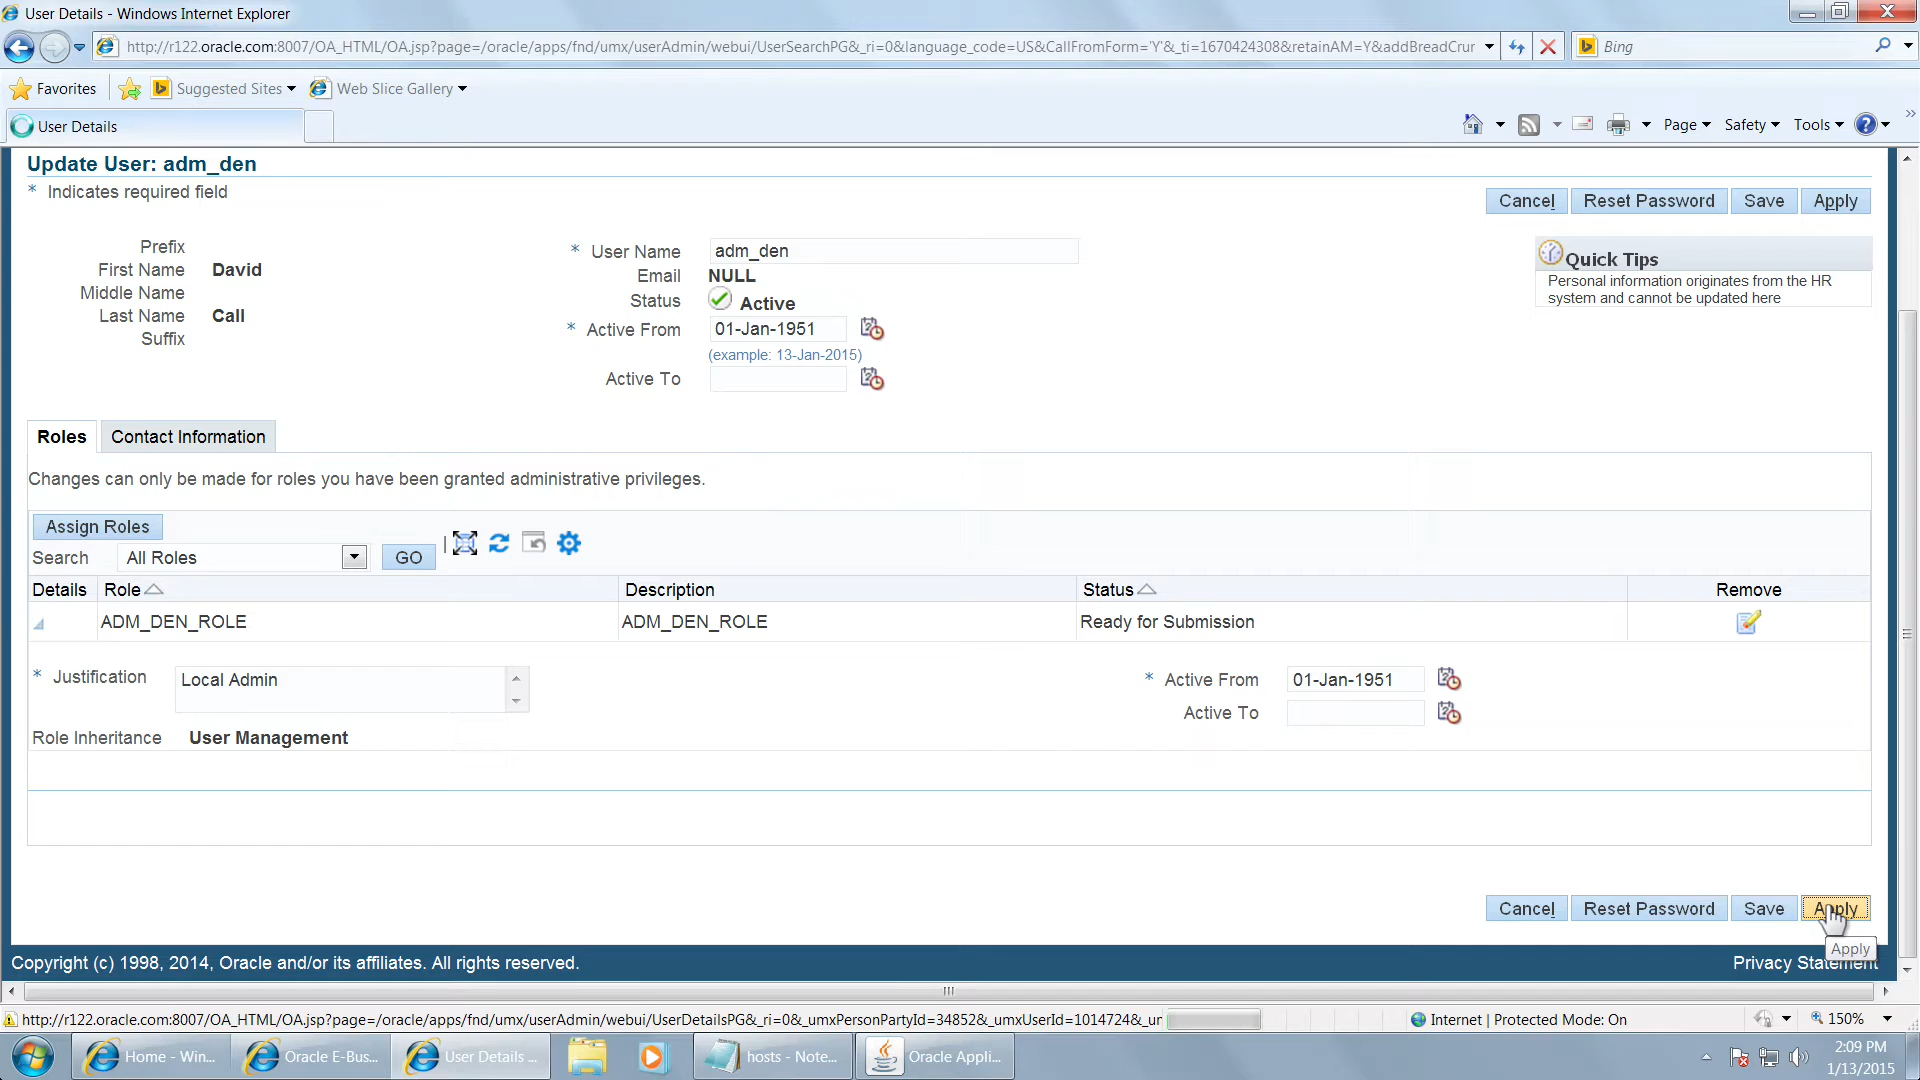 User Details - Windows Internet Explorer
http://r122.oracle.com:8007/OA_HTML/OA.jsp?page=/oracle/apps/fnd/umx/userAdmin/webui/UserSearchPG&_ri=0&language_code=US&CallFromForm='Y'&_ti=1670424308&retainAM=Y&addBreadCrur
Bing
Favorites
Suggested Sites
Web Slice Gallery
User Details
Page
Safety
Tools
Update User: adm_den
* Indicates required field
Cancel
Reset Password
Save
Apply
Prefix
First Name David
Middle Name
Last Name Call
Suffix
* User Name adm_den
Email NULL
Status Active
* Active From 01-Jan-1951
(example: 13-Jan-2015)
Active To
Quick Tips
Personal information originates from the HR
system and cannot be updated here
Roles
Contact Information
Changes can only be made for roles you have been granted administrative privileges.
Assign Roles
Search All Roles GO
Details Role Description Status Remove
ADM_DEN_ROLE ADM_DEN_ROLE Ready for Submission
* Justification Local Admin
* Active From 01-Jan-1951
Active To
Role Inheritance User Management
Cancel
Reset Password
Save
Apply
Apply
Copyright (c) 1998, 2014, Oracle and/or its affiliates. All rights reserved.
Privacy Statement
http://r122.oracle.com:8007/OA_HTML/OA.jsp?page=/oracle/apps/fnd/umx/userAdmin/webui/UserDetailsPG&_ri=0&_umxPersonPartyId=34852&_umxUserId=1014724&_ur
Internet | Protected Mode: On
150%
Home - Win...
Oracle E-Bus...
User Details ...
hosts - Note...
Oracle Appli...
2:09 PM
1/13/2015